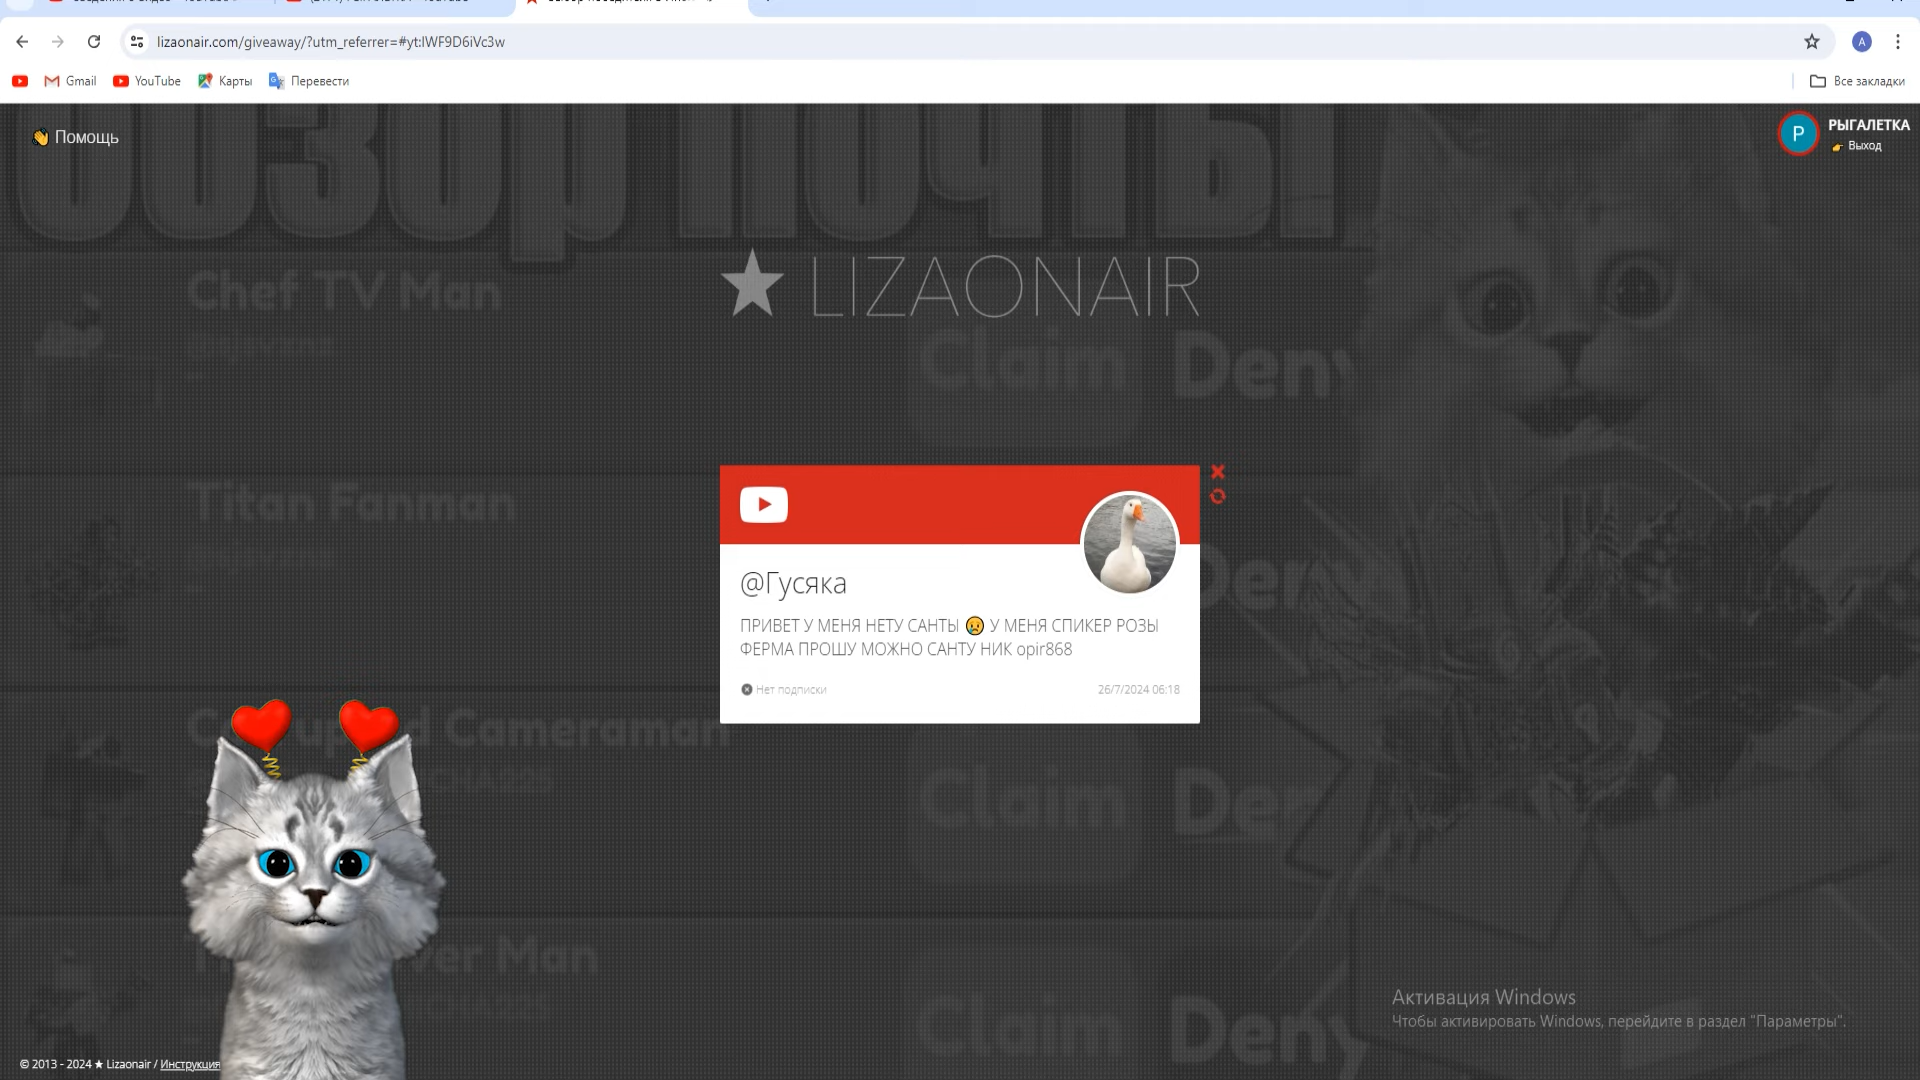 lizaonair.com/giveaway/?utm_referrer=#yt:IWF9D6iVc3w
A
Gmail YouTube Карты Перевести Все закладки
Помощь
P РЫГАЛЕТКА
Выход
обзор почты!
Chef TV Man
★ LIZAONAIR
Claim Deny
Titan Fanman
@Гусяка
ПРИВЕТ У МЕНЯ НЕТУ САНТЫ 😥 У МЕНЯ СПИКЕР РОЗЫ
ФЕРМА ПРОШУ МОЖНО САНТУ НИК opir868
Нет подписки 26/7/2024 06:18
Cameraman
Claim
Man
Claim Deny
Активация Windows
Чтобы активировать Windows, перейдите в раздел "Параметры".
© 2013 - 2024 ★ Lizaonair / Инструкция